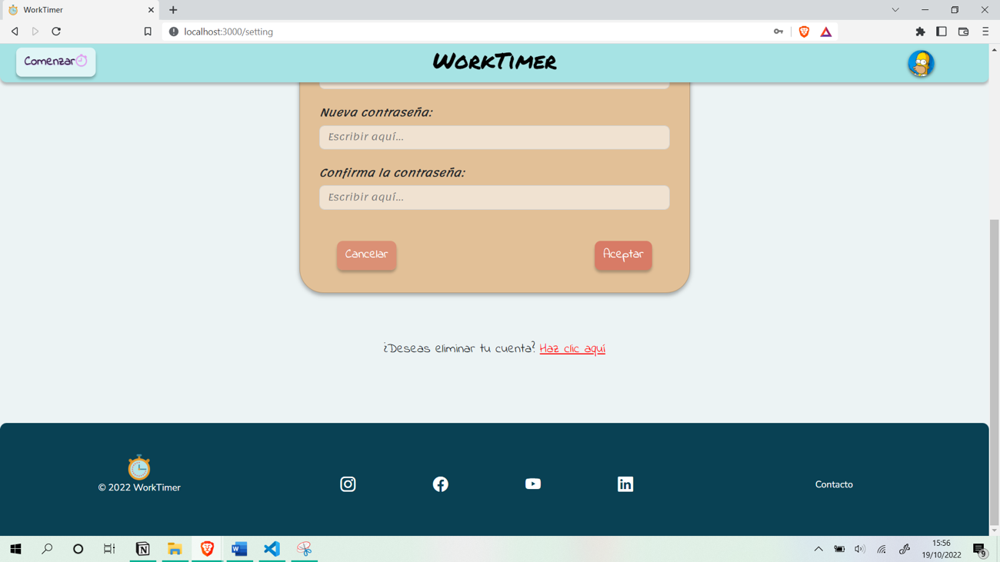 WorkTimer
localhost:3000/setting
Comenzar
WorkTimer
Nueva contraseña:
Escribir aquí...
Confirma la contraseña:
Escribir aquí...
Cancelar
Aceptar
¿Deseas eliminar tu cuenta? Haz clic aquí
© 2022 WorkTimer
Contacto
15:56
19/10/2022
9